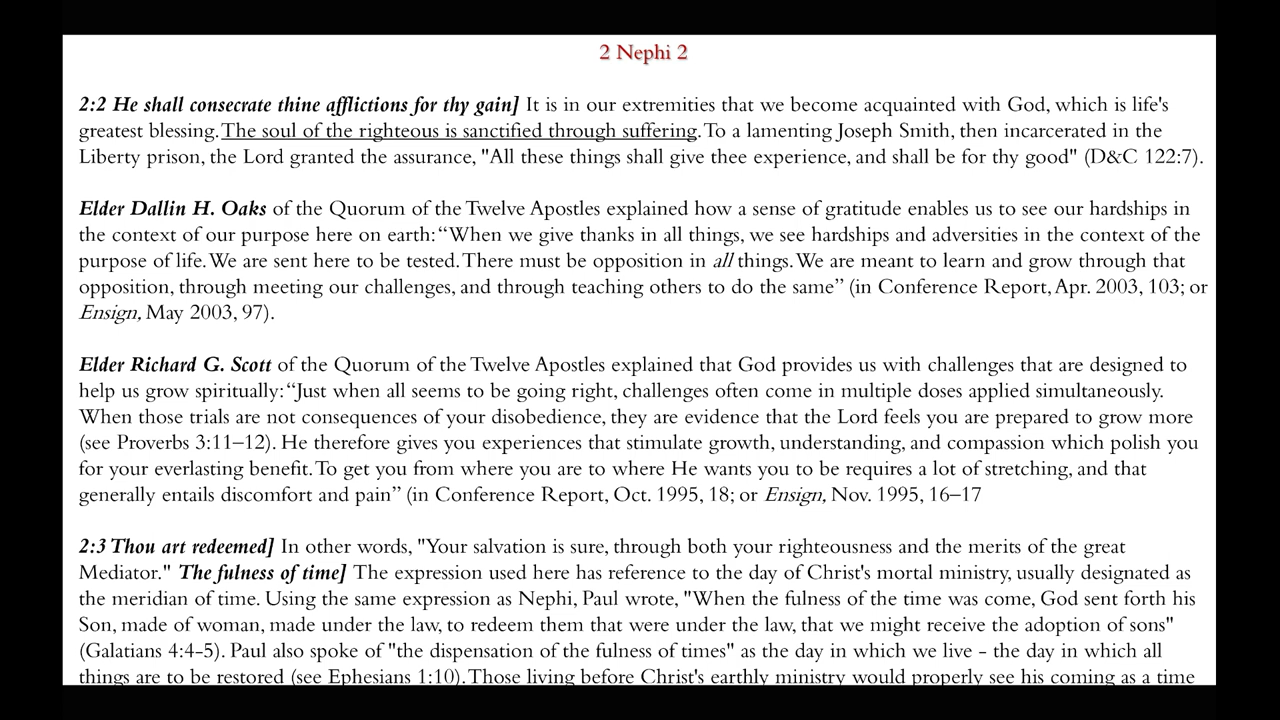 2 Nephi 2
2:2 He shall consecrate thine afflictions for thy gain] It is in our extremities that we become acquainted with God, which is life's
greatest blessing. The soul of the righteous is sanctified through suffering. To a lamenting Joseph Smith, then incarcerated in the
Liberty prison, the Lord granted the assurance, "All these things shall give thee experience, and shall be for thy good" (D&C 122:7).
Elder Dallin H. Oaks of the Quorum of the Twelve Apostles explained how a sense of gratitude enables us to see our hardships in
the context of our purpose here on earth: “When we give thanks in all things, we see hardships and adversities in the context of the
purpose of life. We are sent here to be tested. There must be opposition in all things. We are meant to learn and grow through that
opposition, through meeting our challenges, and through teaching others to do the same” (in Conference Report, Apr. 2003, 103; or
Ensign, May 2003, 97).
Elder Richard G. Scott of the Quorum of the Twelve Apostles explained that God provides us with challenges that are designed to
help us grow spiritually: “Just when all seems to be going right, challenges often come in multiple doses applied simultaneously.
When those trials are not consequences of your disobedience, they are evidence that the Lord feels you are prepared to grow more
(see Proverbs 3:11–12). He therefore gives you experiences that stimulate growth, understanding, and compassion which polish you
for your everlasting benefit. To get you from where you are to where He wants you to be requires a lot of stretching, and that
generally entails discomfort and pain” (in Conference Report, Oct. 1995, 18; or Ensign, Nov. 1995, 16–17
2:3 Thou art redeemed] In other words, "Your salvation is sure, through both your righteousness and the merits of the great
Mediator." The fulness of time] The expression used here has reference to the day of Christ's mortal ministry, usually designated as
the meridian of time. Using the same expression as Nephi, Paul wrote, "When the fulness of the time was come, God sent forth his
Son, made of woman, made under the law, to redeem them that were under the law, that we might receive the adoption of sons"
(Galatians 4:4-5). Paul also spoke of "the dispensation of the fulness of times" as the day in which we live - the day in which all
things are to be restored (see Ephesians 1:10). Those living before Christ's earthly ministry would properly see his coming as a time